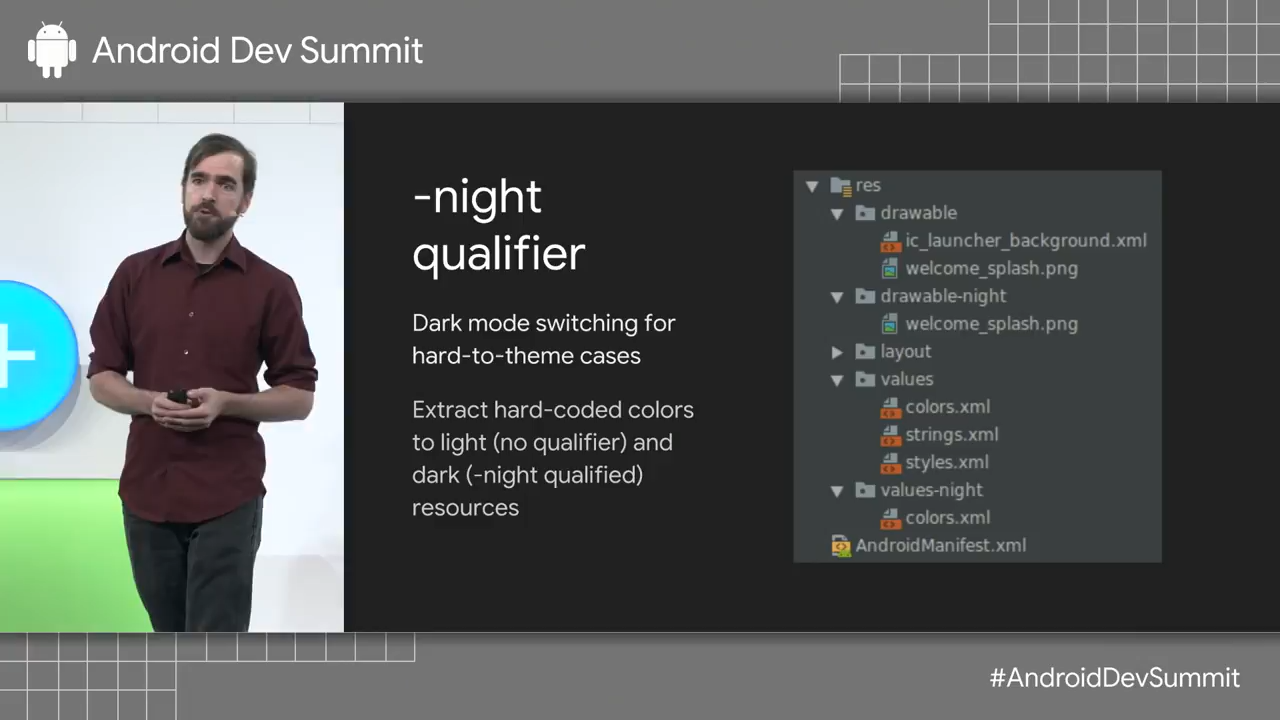 Android Dev Summit
-night
qualifier
Dark mode switching for
hard-to-theme cases
Extract hard-coded colors
to light (no qualifier) and
dark (-night qualified)
resources
res
drawable
ic_launcher_background.xml
welcome_splash.png
drawable-night
welcome_splash.png
layout
values
colors.xml
strings.xml
styles.xml
values-night
colors.xml
AndroidManifest.xml
#AndroidDevSummit